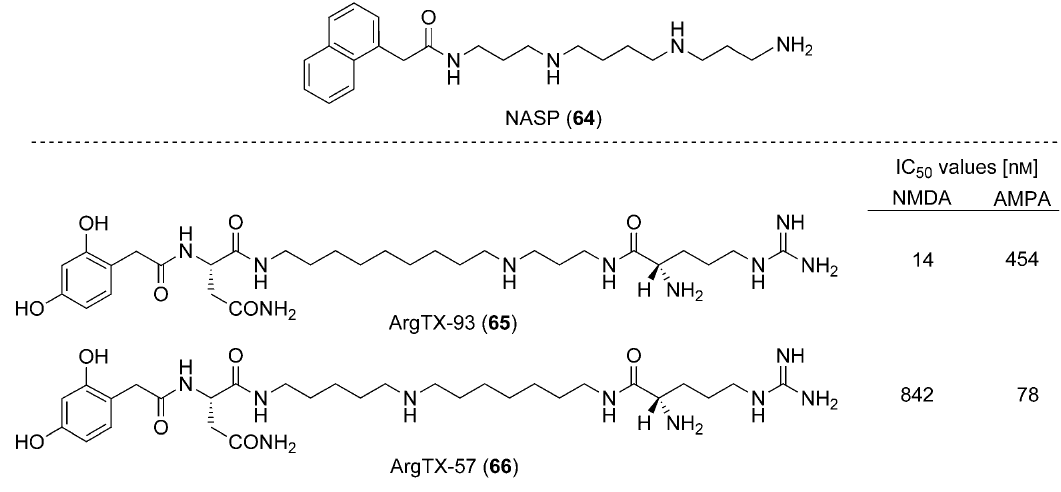 O
N
H
N
H
H
N
NH2
NASP (64)
IC50 values [nM]
NMDA AMPA
OH
HO
O
H
N
O
N
H
CONH2
N
H
N
H
O
H NH2
N
H
NH
NH2
14 454
ArgTX-93 (65)
OH
HO
O
H
N
O
N
H
CONH2
N
H
N
H
O
H NH2
N
H
NH
NH2
842 78
ArgTX-57 (66)